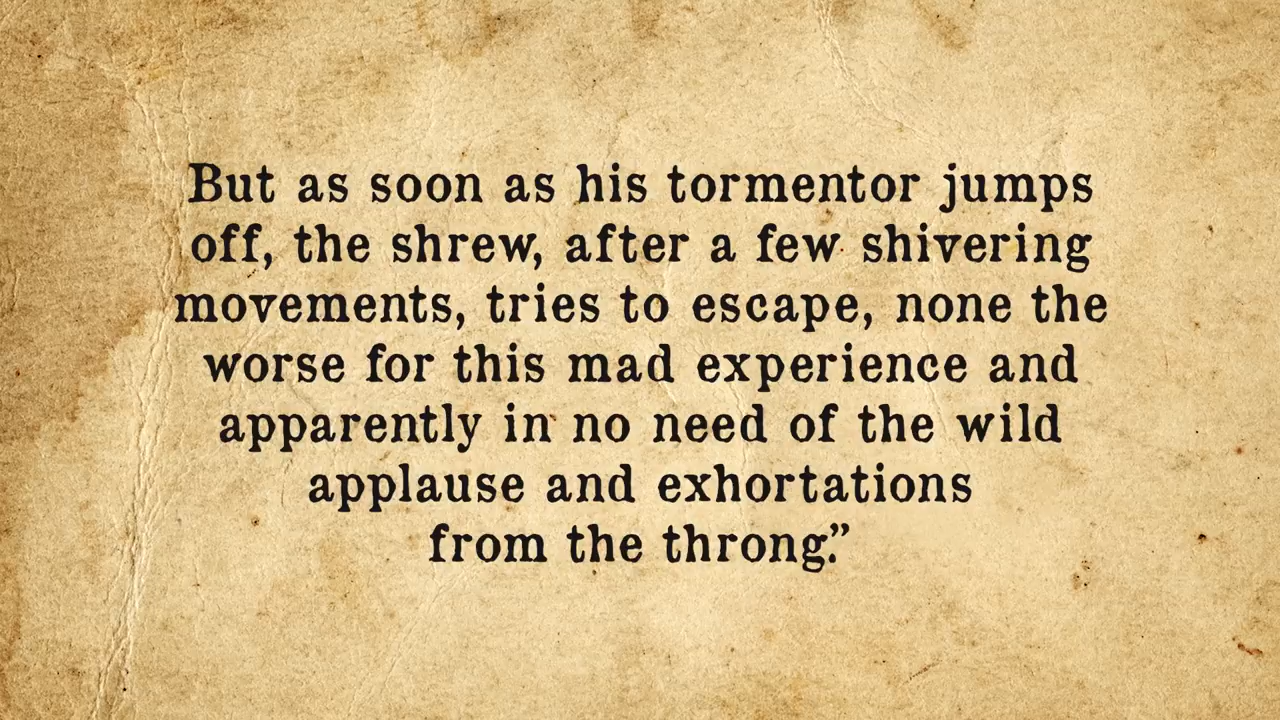 But as soon as his tormentor jumps
off, the shrew, after a few shivering
movements, tries to escape, none the
worse for this mad experience and
apparently in no need of the wild
applause and exhortations
from the throng.”